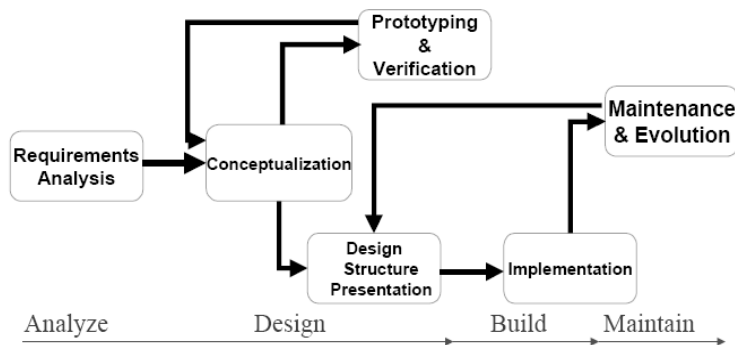 Prototyping
&
Verification
Maintenance
& Evolution
Requirements
Analysis
Conceptualization
Design
Structure
Presentation
Implementation
Analyze
Design
Build
Maintain